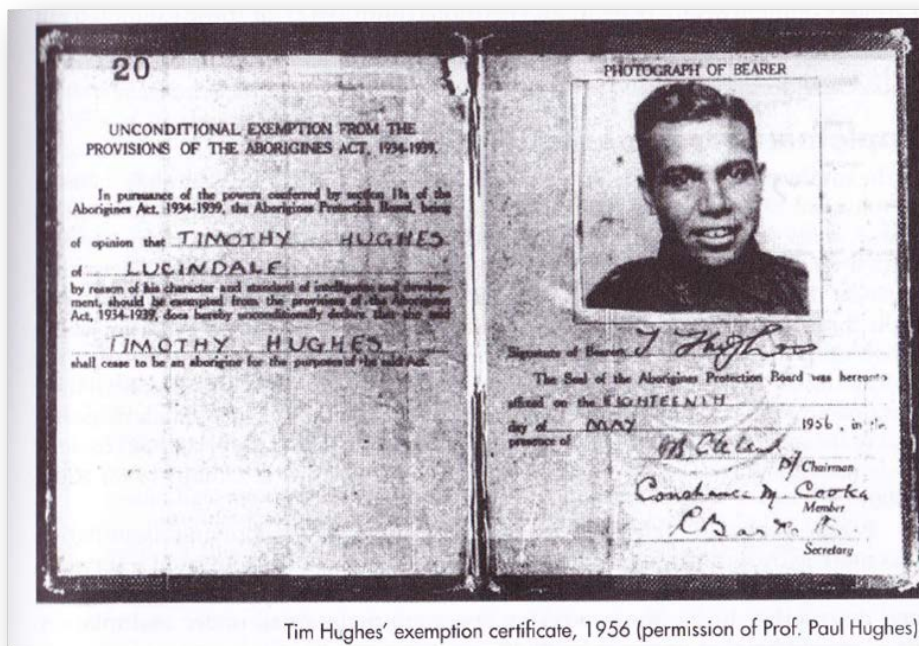 20
UNCONDITIONAL EXEMPTION FROM THE
PROVISIONS OF THE ABORIGINES ACT, 1934-1939.
In pursuance of the powers conferred by section 11a of the
Aborigines Act, 1934-1939, the Aborigines Protection Board, being
of opinion that TIMOTHY HUGHES
of LUCINDALE
by reason of his character and standard of intelligence and develop-
ment, should be exempted from the provisions of the Aborigines
Act, 1934-1939, does hereby unconditionally declare that the said
TIMOTHY HUGHES
shall cease to be an aborigine for the purposes of the said Act.
PHOTOGRAPH OF BEARER
Signature of Bearer T Hughes
The Seal of the Aborigines Protection Board was hereunto
affixed on the EIGHTEENTH
day of MAY 1956, in the
presence of
Chairman
Constance M. Cooke
Member
Secretary
Tim Hughes' exemption certificate, 1956 (permission of Prof. Paul Hughes)